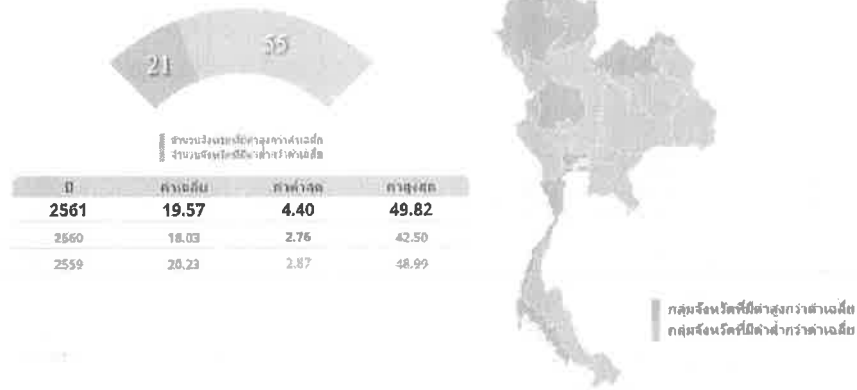 21 55
จำนวนจังหวัดที่มีค่าสูงกว่าค่าเฉลี่ย
จำนวนจังหวัดที่มีค่าต่ำกว่าค่าเฉลี่ย
ปี ค่าเฉลี่ย ค่าต่ำสุด ค่าสูงสุด
2561 19.57 4.40 49.82
2560 18.03 2.76 42.50
2559 20.23 2.87 48.99
กลุ่มจังหวัดที่มีค่าสูงกว่าค่าเฉลี่ย
กลุ่มจังหวัดที่มีค่าต่ำกว่าค่าเฉลี่ย